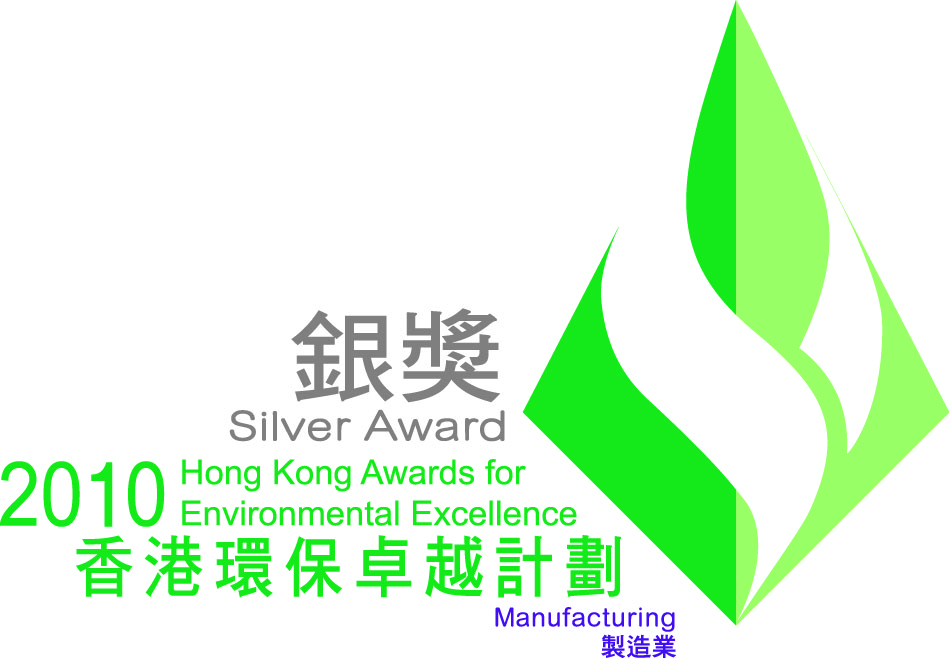 銀獎
Silver Award
2010 Hong Kong Awards for
Environmental Excellence
香港環保卓越計劃
Manufacturing
製造業